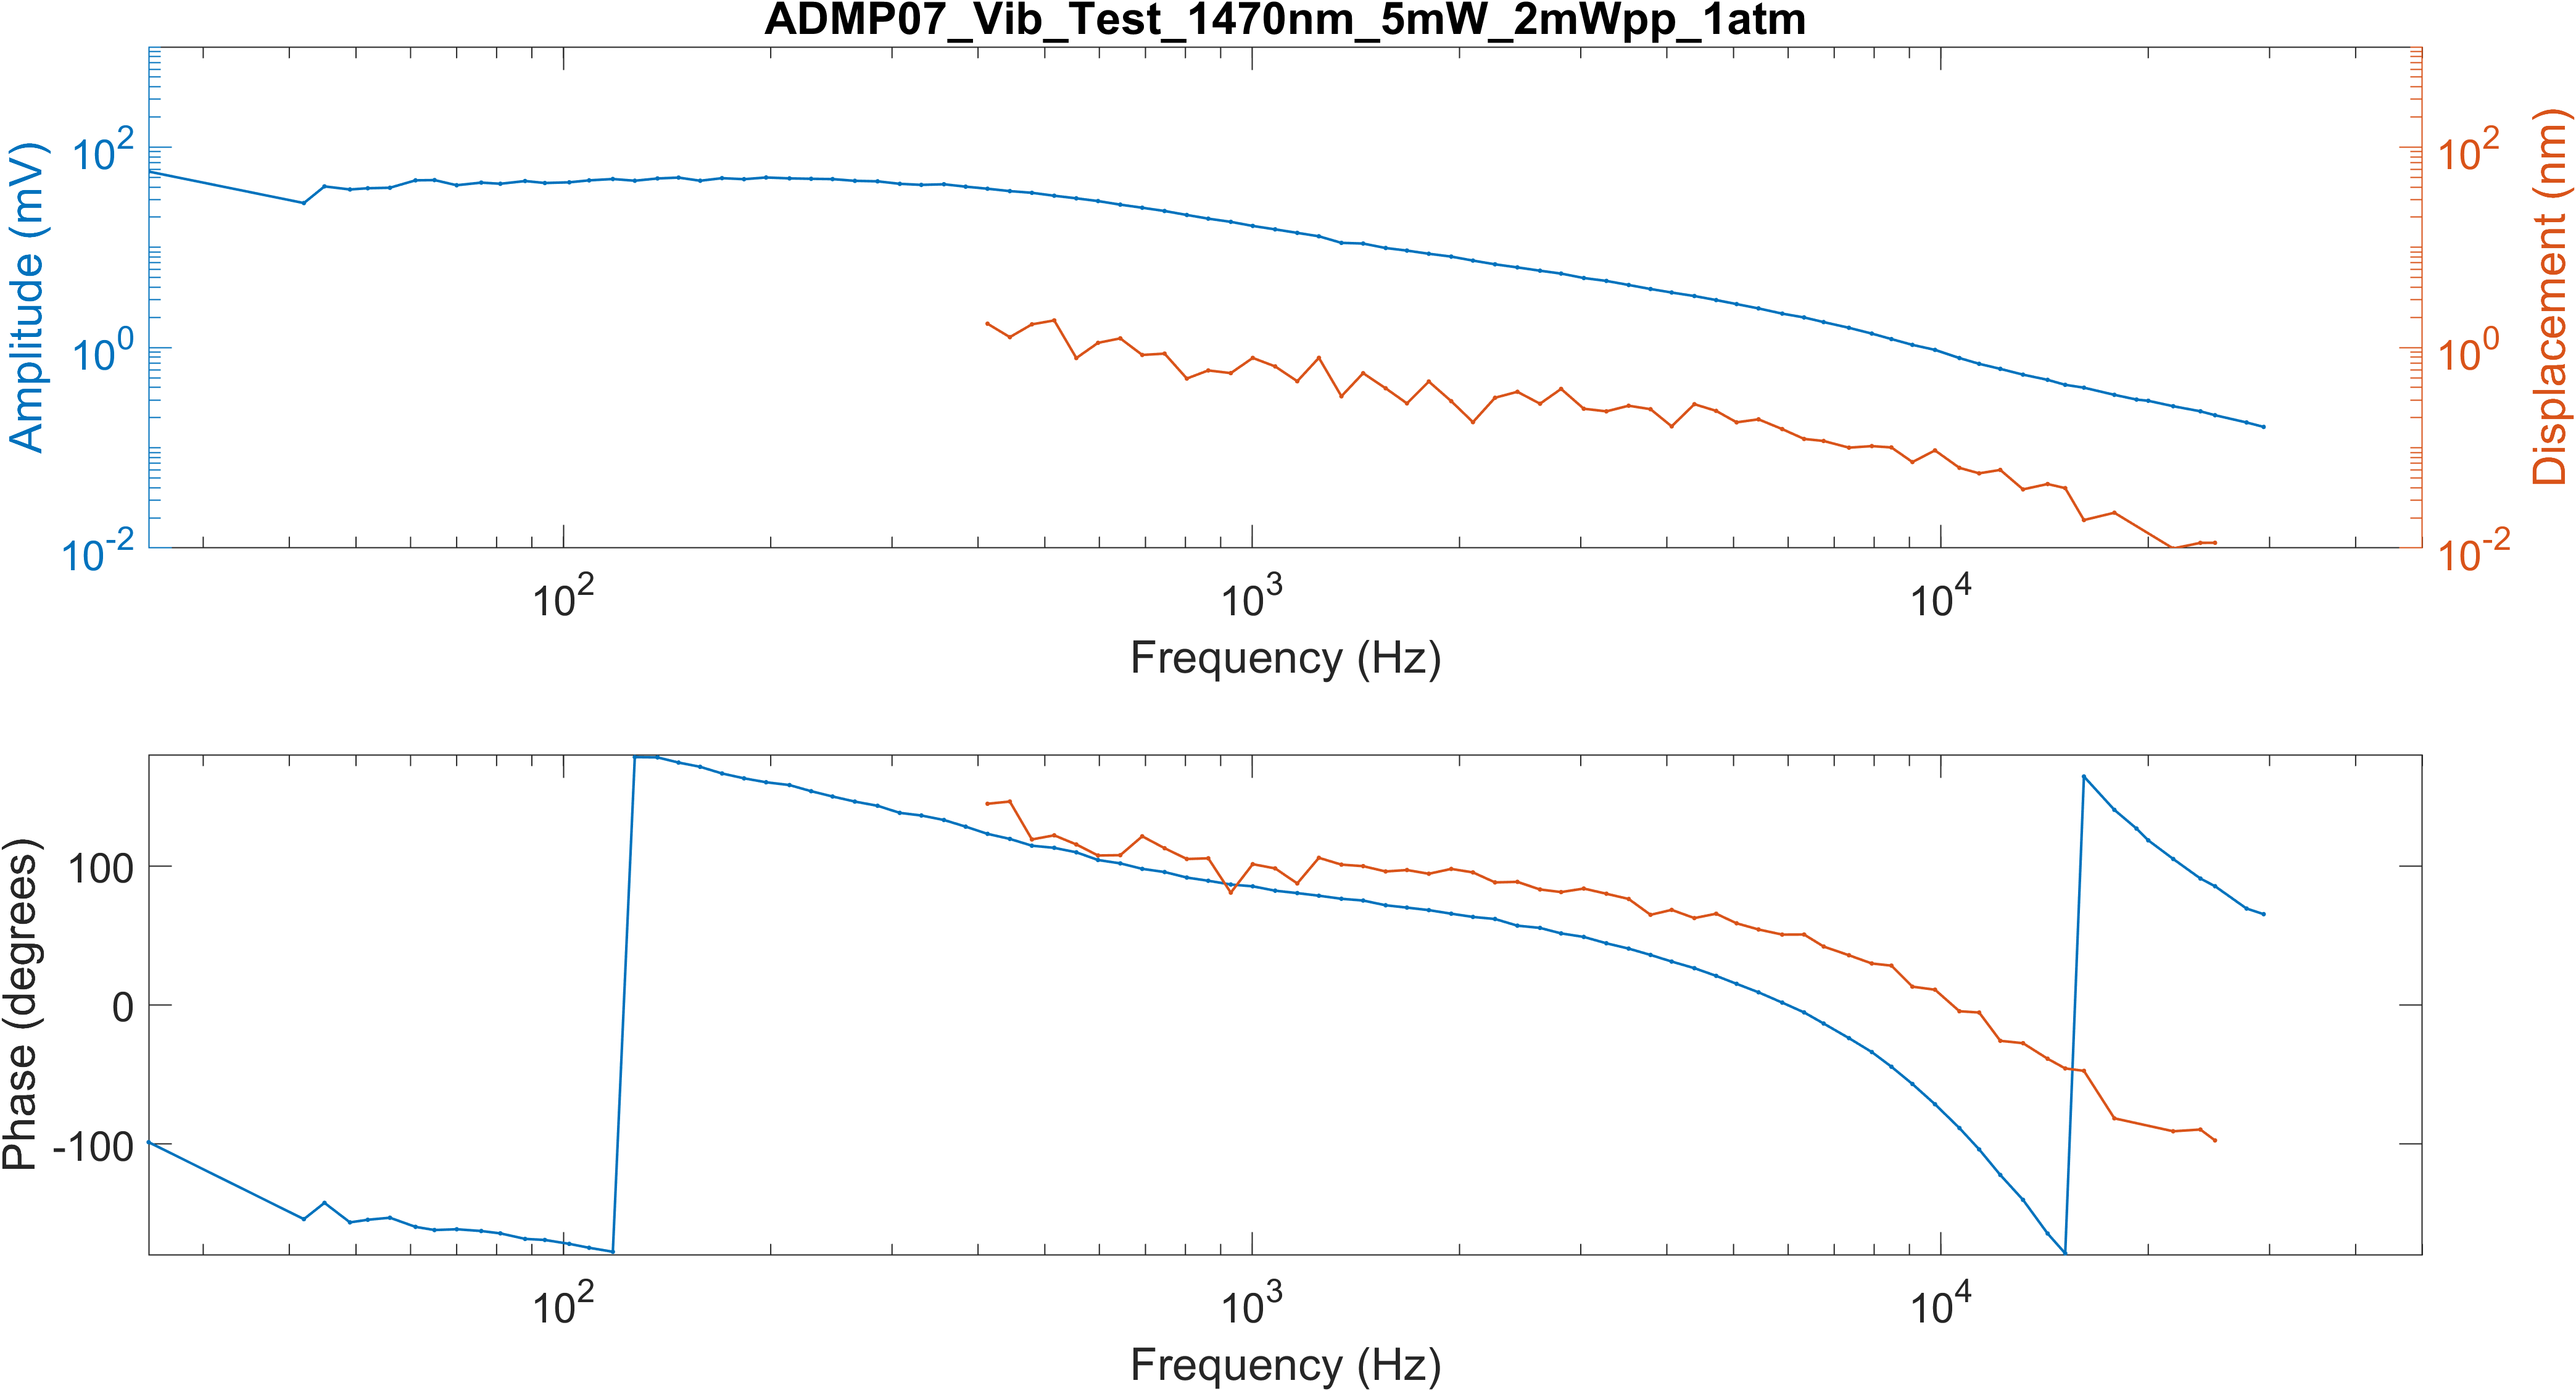 ADMP07_Vib_Test_1470nm_5mW_2mWpp_1atm
Amplitude (mV)
10^2
10^0
10^-2
Displacement (nm)
10^2
10^0
10^-2
10^2 10^3 10^4
Frequency (Hz)
Phase (degrees)
100
0
-100
10^2 10^3 10^4
Frequency (Hz)